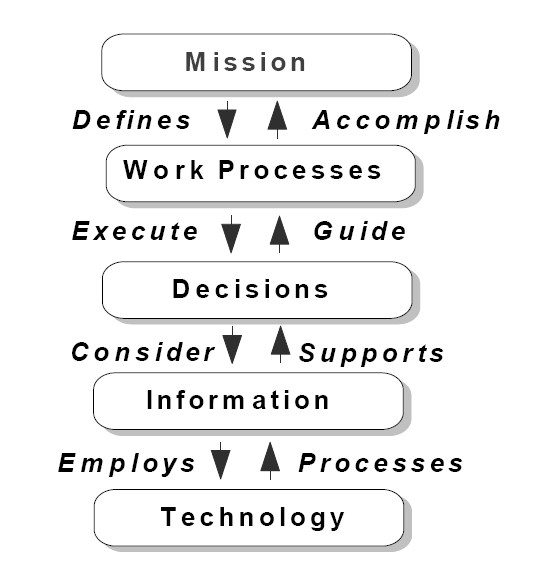 Mission
Defines Accomplish
Work Processes
Execute Guide
Decisions
Consider Supports
Information
Employs Processes
Technology